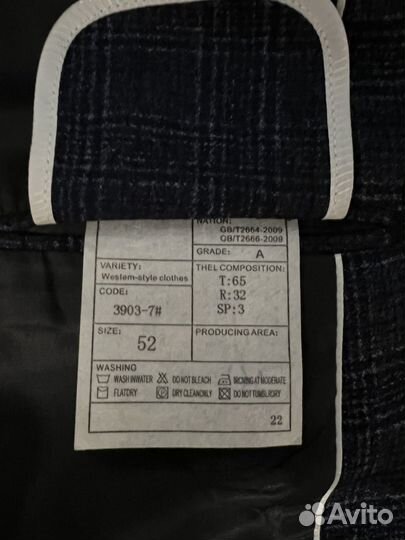 NATION:
GB/T2664-2009
GB/T2666-2009
GRADE: A
VARIETY:
Western-style clothes
THEL COMPOSITION:
T:65
R:32
SP:3
CODE:
3903-7#
SIZE: 52
PRODUCING AREA:
WASHING
WASH INWATER DO NOT BLEACH IRONING AT MODERATE
FLATDRY DRY CLEANONLY DO NOT TUMBLFDRY
22
Avito